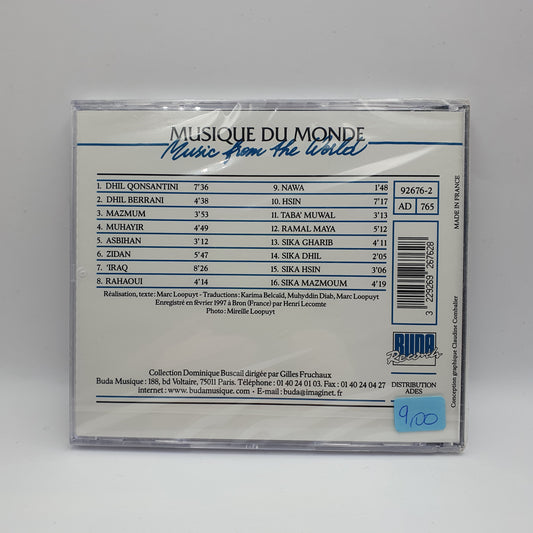 MUSIQUE DU MONDE
Music from the World
1. DHIL QONSANTINI 7'36
2. DHIL BERRANI 4'38
3. MAZMUM 3'53
4. MUHAYIR 4'49
5. ASBIHAN 3'12
6. ZIDAN 5'47
7. 'IRAQ 8'26
8. RAHAOUI 4'14
9. NAWA 1'48
10. HSIN 7'17
11. TABA' MUWAL 3'13
12. RAMAL MAYA 5'12
13. SIKA GHARIB 4'11
14. SIKA DHIL 2'05
15. SIKA HSIN 3'06
16. SIKA MAZMOUM 4'19
92676-2
AD 765
MADE IN FRANCE
3 229269 267628
Réalisation, texte : Marc Loopuyt - Traductions : Karima Belcaïd, Muhyddin Diab, Marc Loopuyt
Enregistré en février 1997 à Bron (France) par Henri Lecomte
Photo : Mireille Loopuyt
BUDA
Records
Conception graphique Claudine Combalier
Collection Dominique Buscail dirigée par Gilles Fruchaux
Buda Musique : 188, bd Voltaire, 75011 Paris. Téléphone : 01 40 24 01 03. Fax : 01 40 24 04 27
internet : www.budamusique.com - E-mail : buda@imaginet.fr
DISTRIBUTION
ADES
9,00